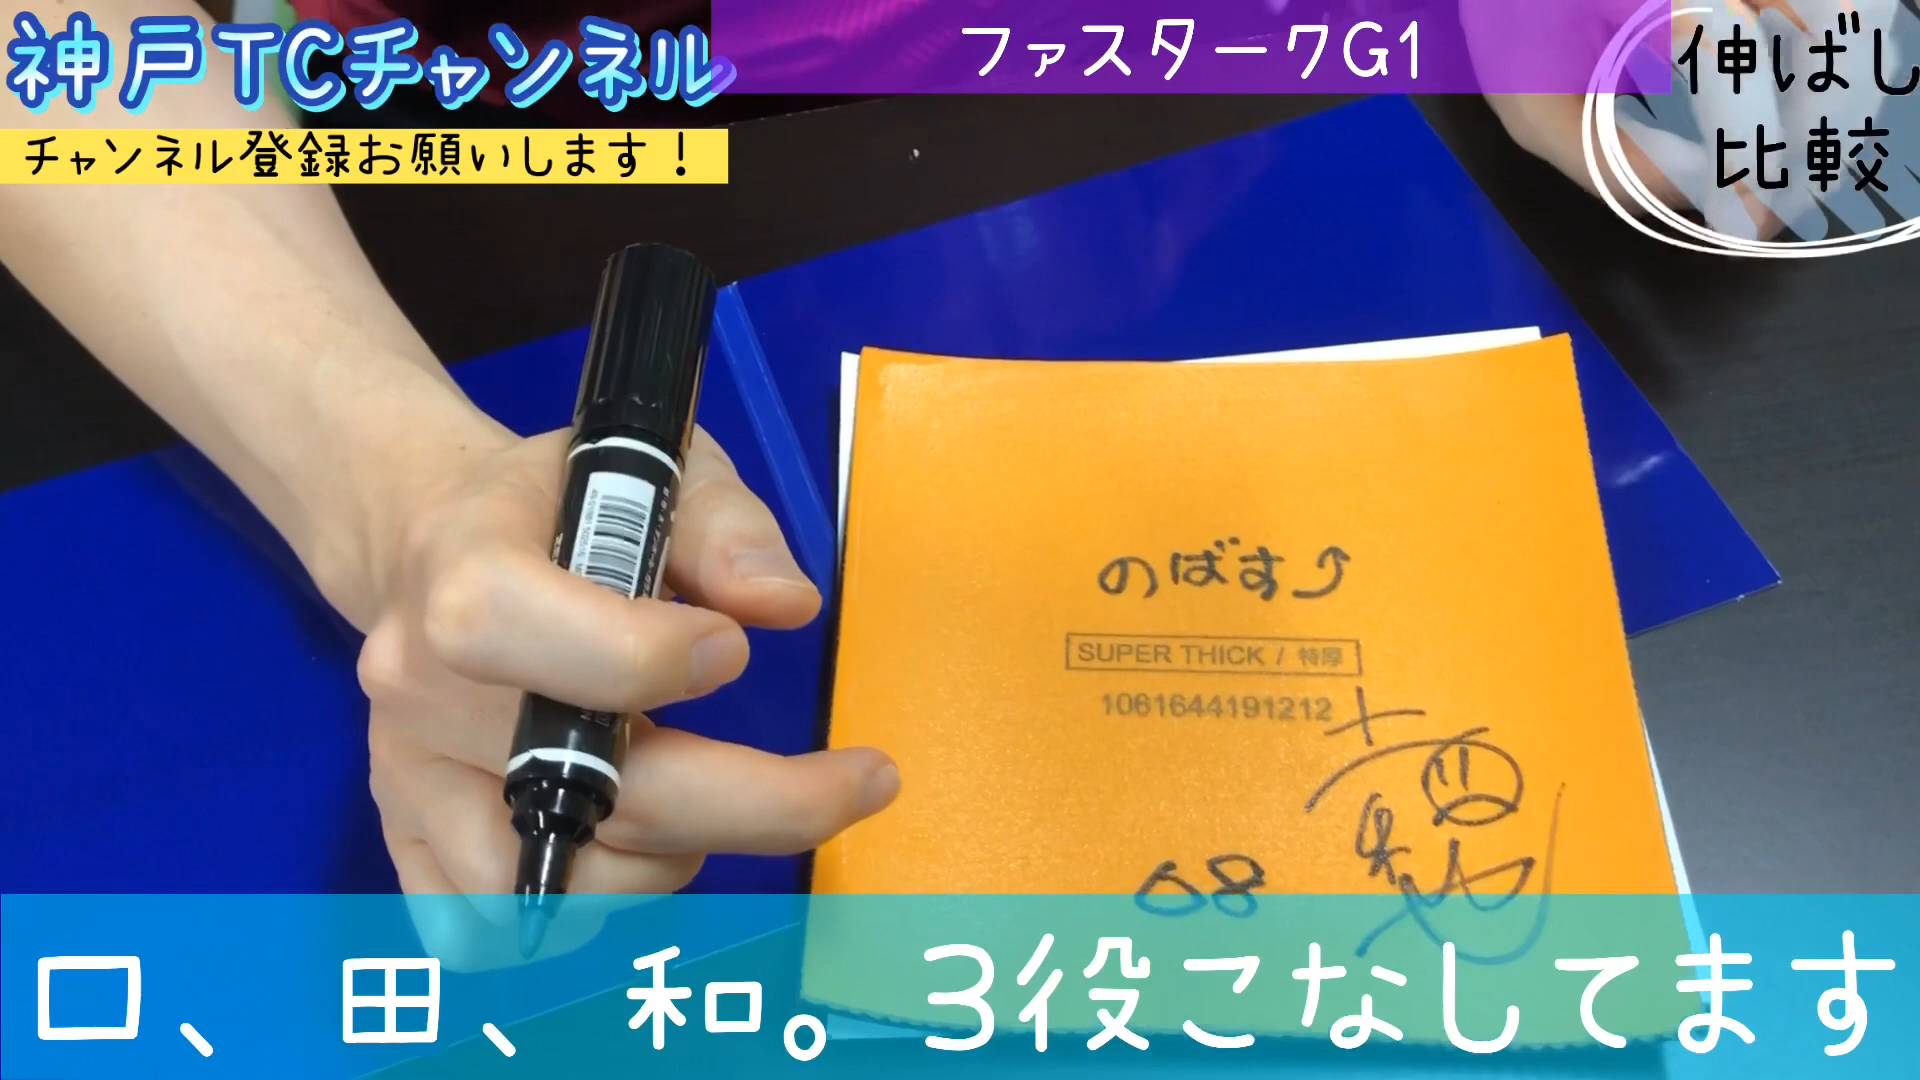 神戸TCチャンネル
チャンネル登録お願いします！
ファスタークG1
伸ばし
比較
のばす
SUPER THICK / 特厚
1061644191212
08
口、田、和。3役こなしてます